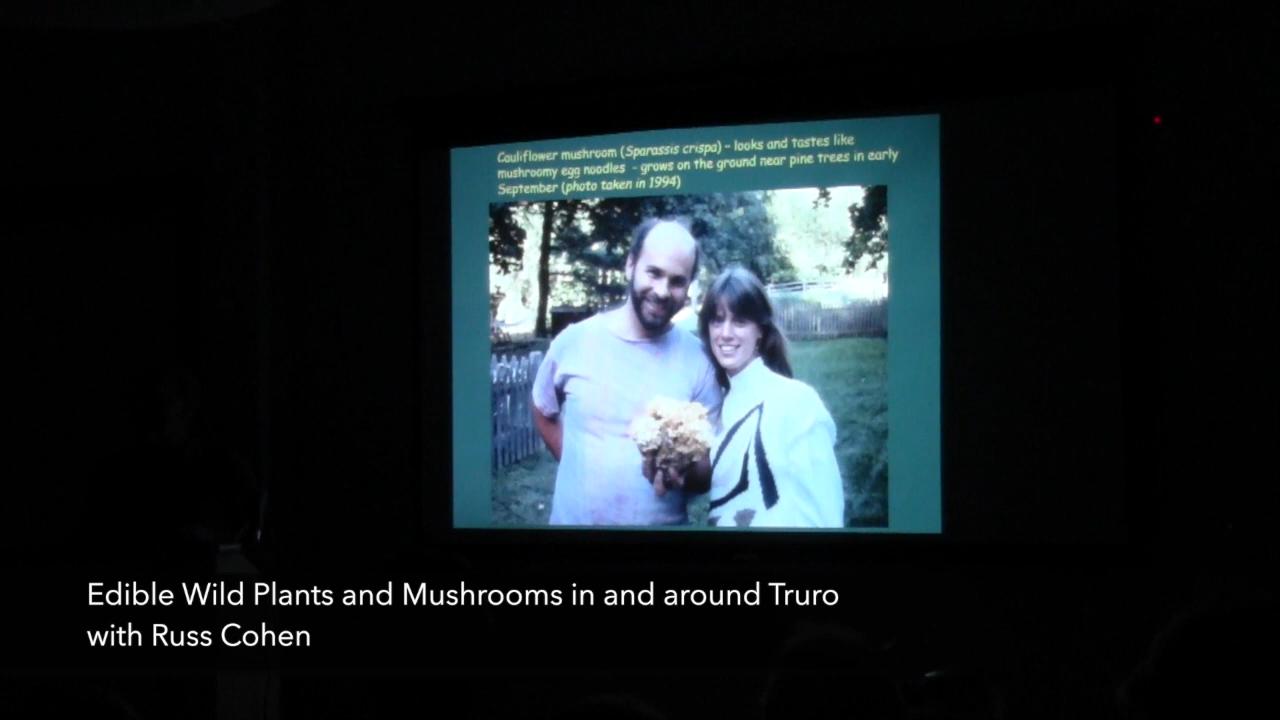 Cauliflower mushroom (Sparassis crispa) – looks and tastes like
mushroomy egg noodles - grows on the ground near pine trees in early
September (photo taken in 1994)
Edible Wild Plants and Mushrooms in and around Truro
with Russ Cohen